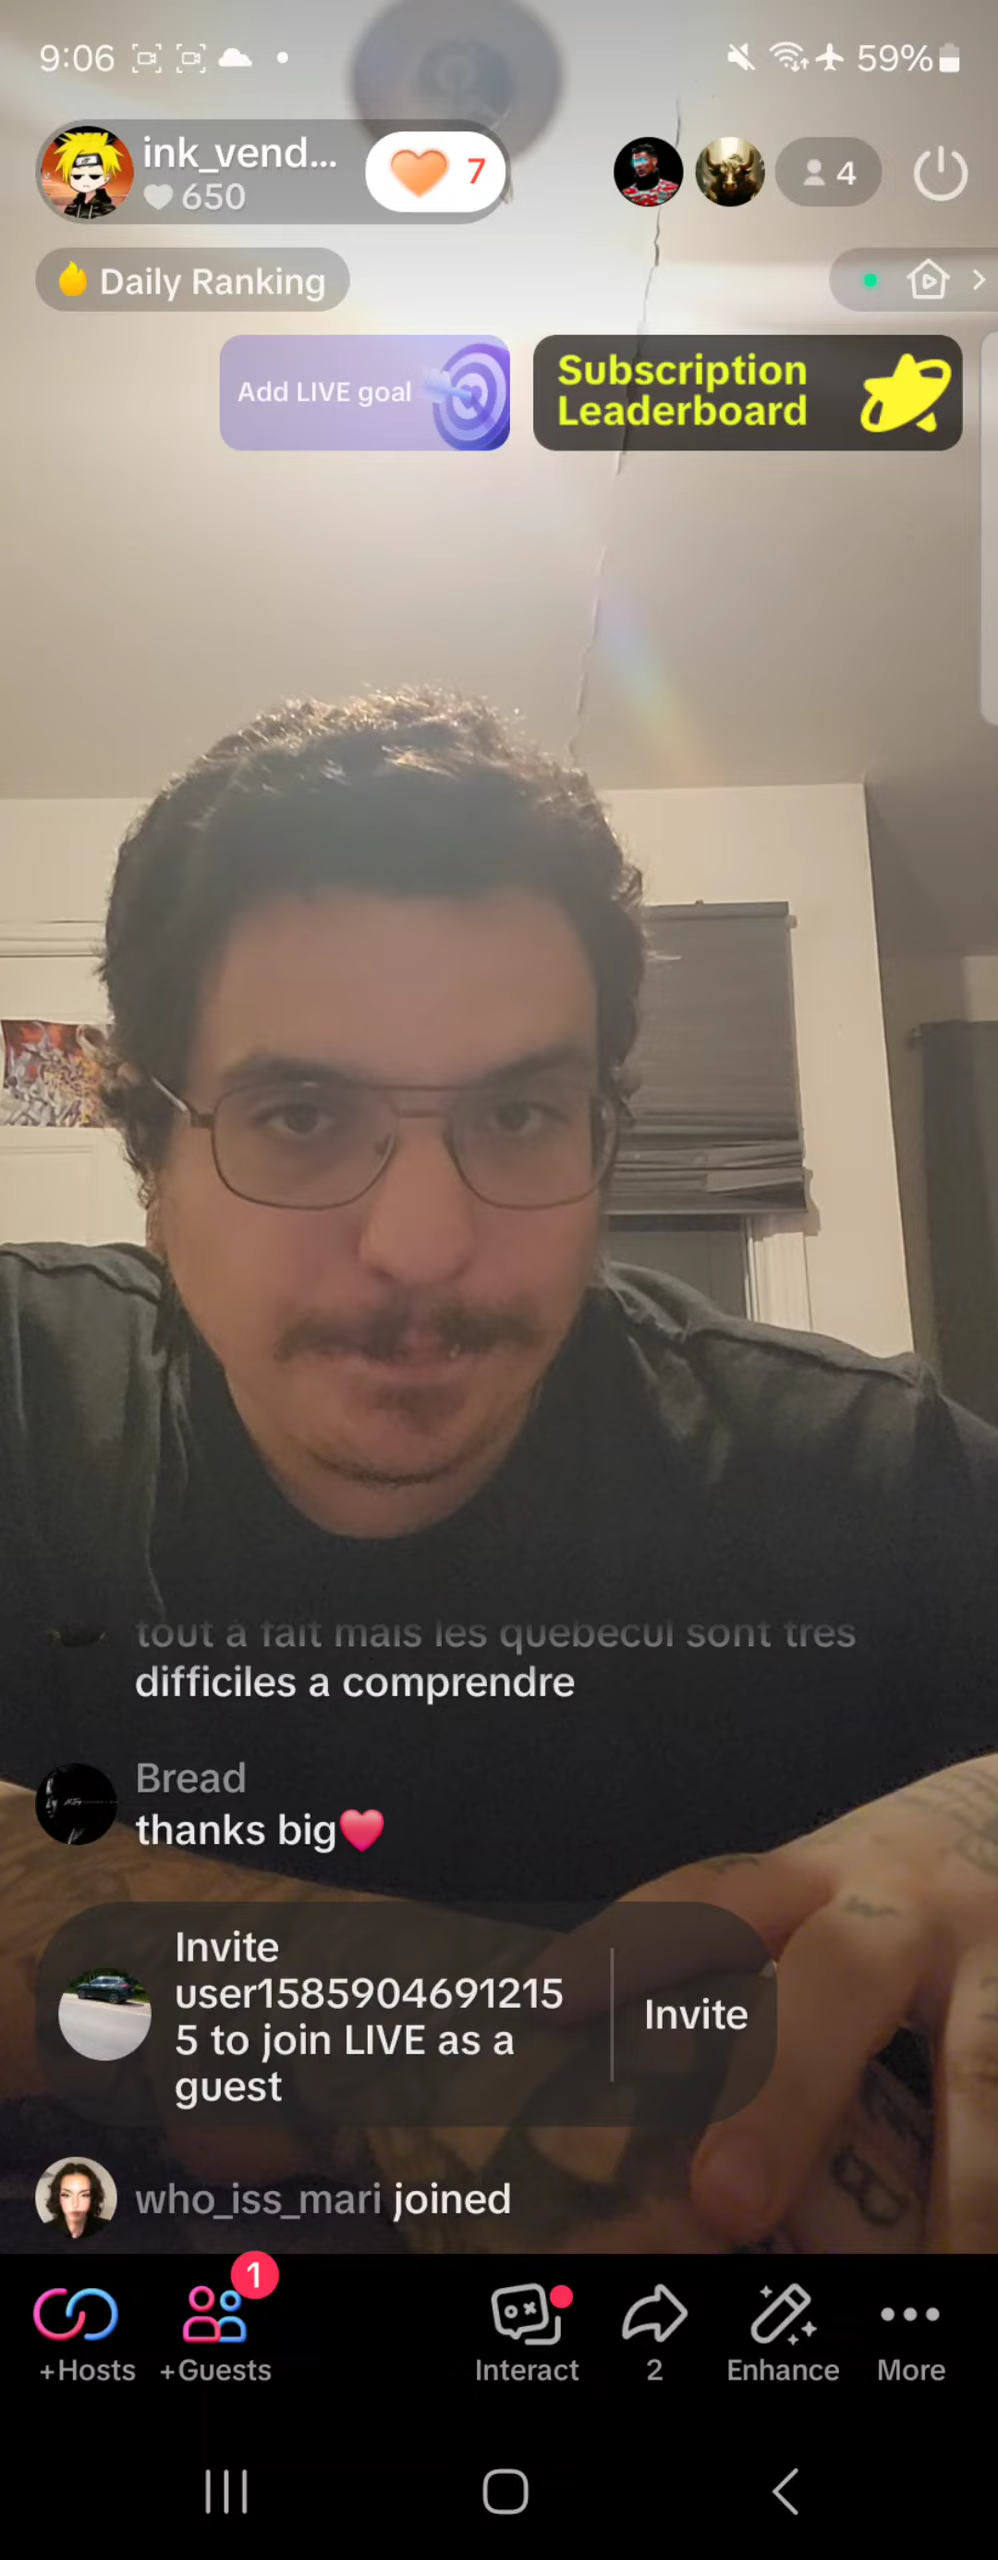 9:06
59%
ink_vend...
650
7
4
Daily Ranking
Add LIVE goal
Subscription
Leaderboard
tout a fait mais les quebecul sont tres
difficiles a comprendre
Bread
thanks big❤️
Invite
user1585904691215
5 to join LIVE as a
guest
Invite
who_iss_mari joined
1
+Hosts
+Guests
Interact
2
Enhance
More